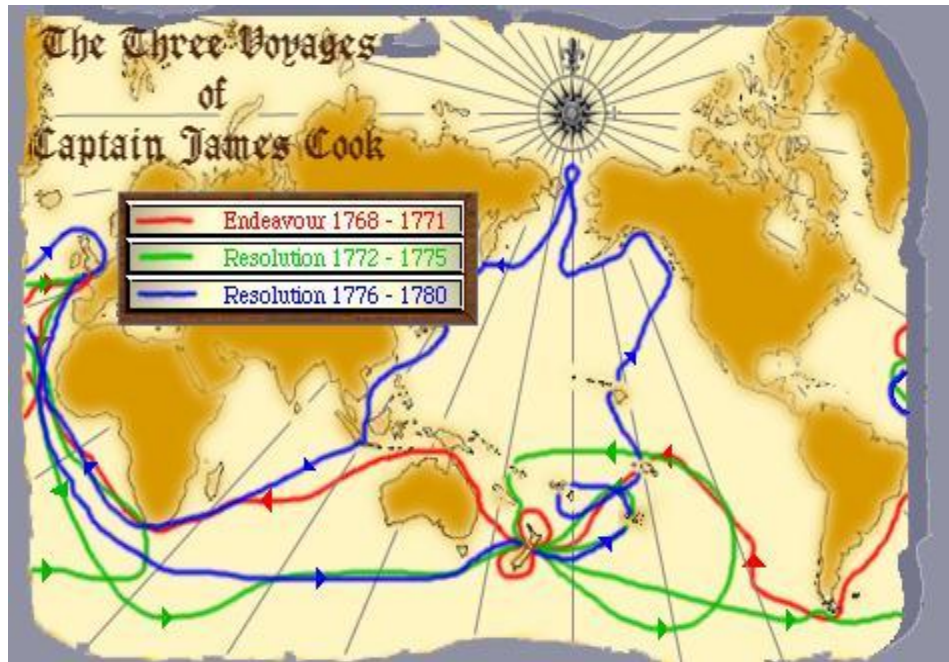 The Three Voyages
of
Captain James Cook
Endeavour 1768 - 1771
Resolution 1772 - 1775
Resolution 1776 - 1780